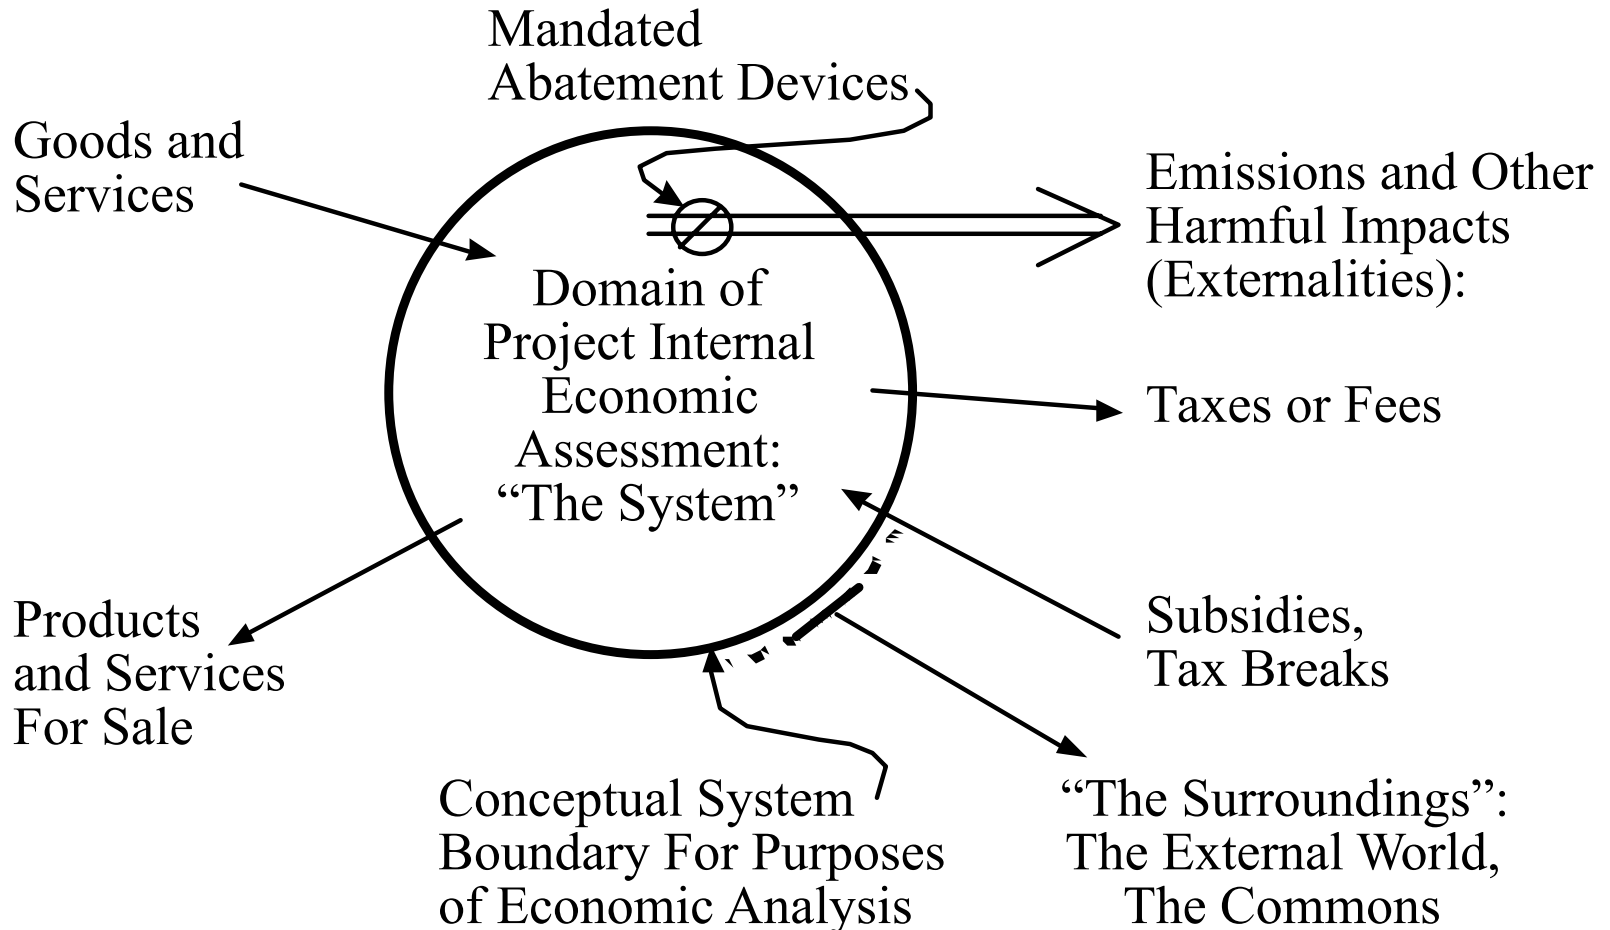 Mandated
Abatement Devices
Goods and
Services
Emissions and Other
Harmful Impacts
(Externalities):
Domain of
Project Internal
Economic
Assessment:
“The System”
Taxes or Fees
Products
and Services
For Sale
Subsidies,
Tax Breaks
Conceptual System
Boundary For Purposes
of Economic Analysis
“The Surroundings”:
The External World,
The Commons